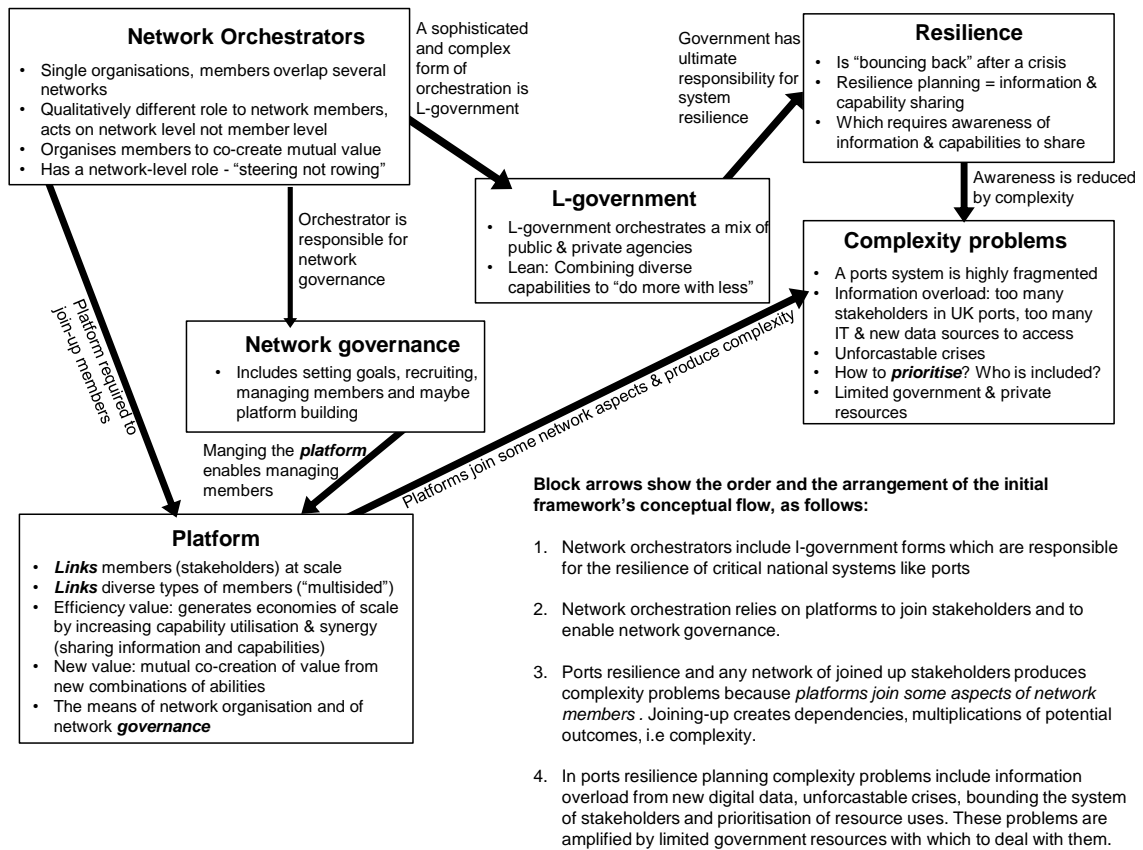 Network Orchestrators
• Single organisations, members overlap several
networks
• Qualitatively different role to network members,
acts on network level not member level
• Organises members to co-create mutual value
• Has a network-level role - “steering not rowing”
A sophisticated
and complex
form of
orchestration is
L-government
Government has
ultimate
responsibility for
system
resilience
Resilience
• Is “bouncing back” after a crisis
• Resilience planning = information &
capability sharing
• Which requires awareness of
information & capabilities to share
Awareness is reduced
by complexity
L-government
• L-government orchestrates a mix of
public & private agencies
• Lean: Combining diverse
capabilities to “do more with less”
Orchestrator is
responsible for
network
governance
Complexity problems
• A ports system is highly fragmented
• Information overload: too many
stakeholders in UK ports, too many
IT & new data sources to access
• Unforcastable crises
• How to prioritise? Who is included?
• Limited government & private
resources
Platform required to
join-up members
Network governance
• Includes setting goals, recruiting,
managing members and maybe
platform building
Manging the platform
enables managing
members
Platforms join some network aspects & produce complexity
Platform
• Links members (stakeholders) at scale
• Links diverse types of members (“multisided”)
• Efficiency value: generates economies of scale
by increasing capability utilisation & synergy
(sharing information and capabilities)
• New value: mutual co-creation of value from
new combinations of abilities
• The means of network organisation and of
network governance
Block arrows show the order and the arrangement of the initial
framework’s conceptual flow, as follows:
1. Network orchestrators include l-government forms which are responsible
for the resilience of critical national systems like ports
2. Network orchestration relies on platforms to join stakeholders and to
enable network governance.
3. Ports resilience and any network of joined up stakeholders produces
complexity problems because platforms join some aspects of network
members . Joining-up creates dependencies, multiplications of potential
outcomes, i.e complexity.
4. In ports resilience planning complexity problems include information
overload from new digital data, unforcastable crises, bounding the system
of stakeholders and prioritisation of resource uses. These problems are
amplified by limited government resources with which to deal with them.